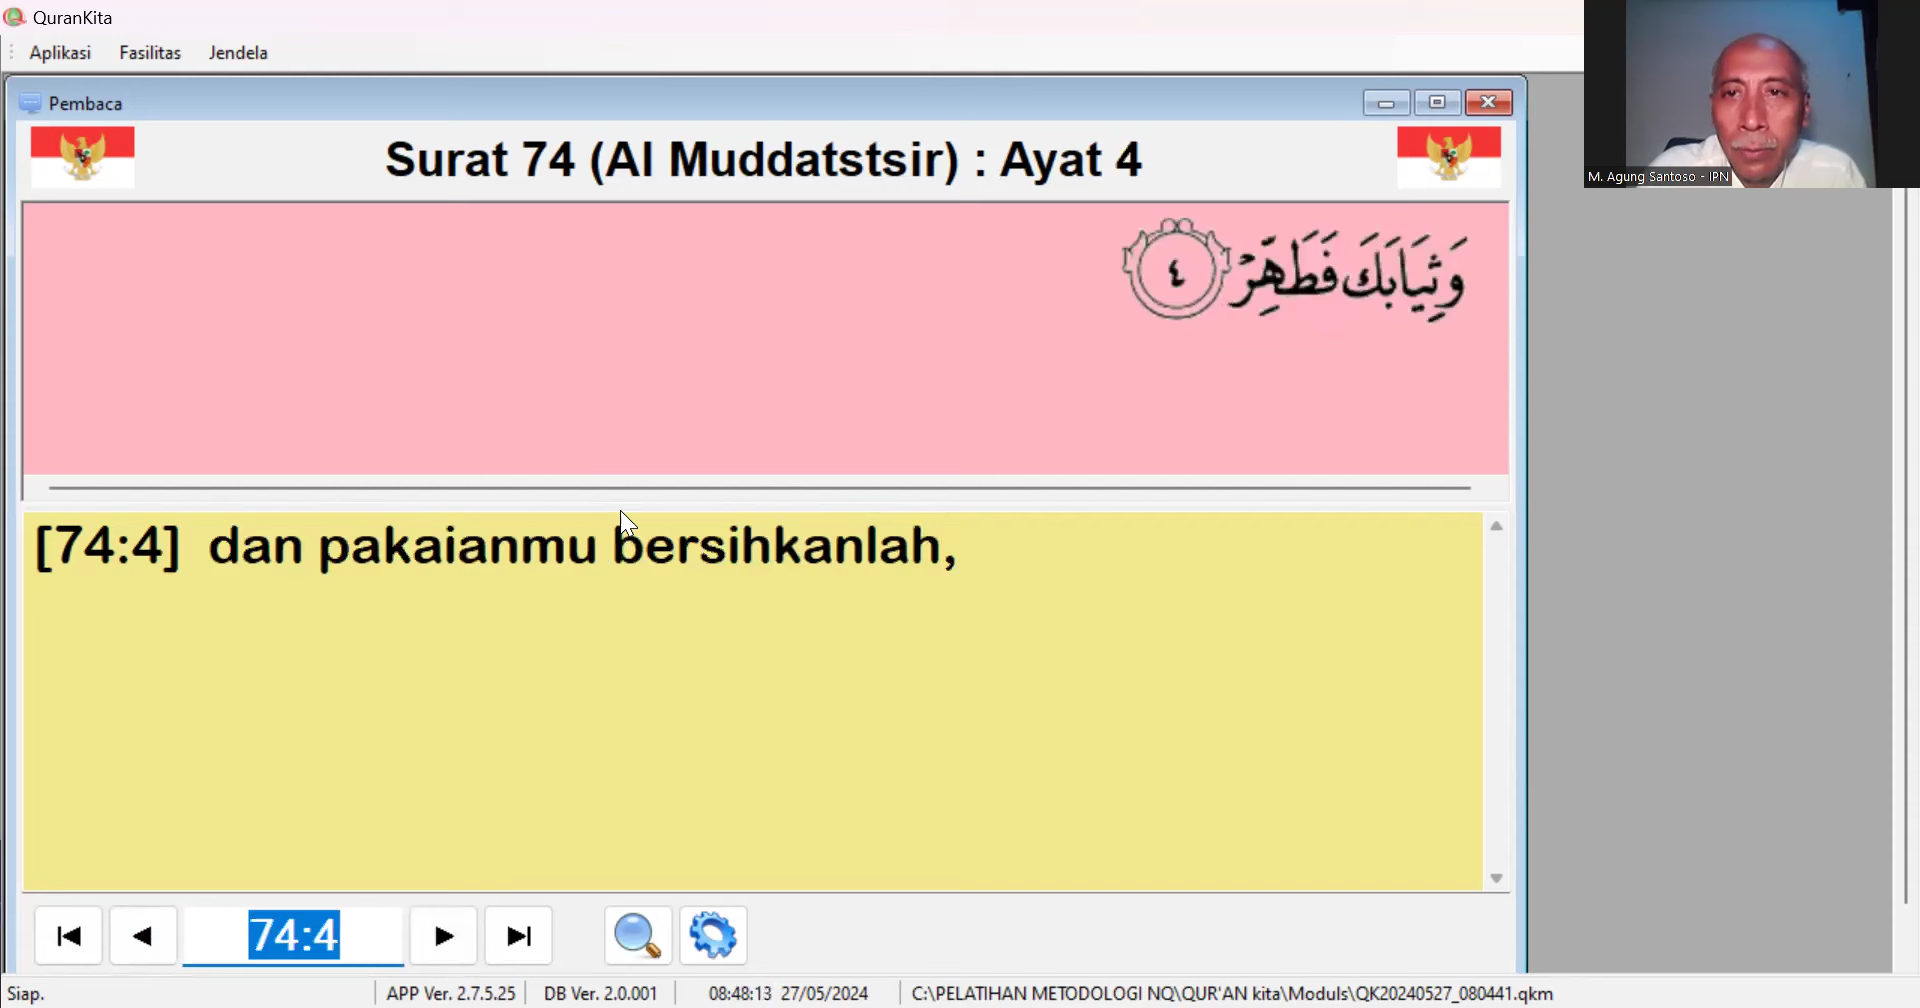 QuranKita
Aplikasi Fasilitas Jendela
Pembaca
Surat 74 (Al Muddatstsir) : Ayat 4
وَثِيَابَكَ فَطَهِّرْ ٤
[74:4] dan pakaianmu bersihkanlah,
74:4
Siap. APP Ver. 2.7.5.25 DB Ver. 2.0.001 08:48:13 27/05/2024 C:\PELATIHAN METODOLOGI NQ\QUR'AN kita\Moduls\QK20240527_080441.qkm
M. Agung Santoso - IPN